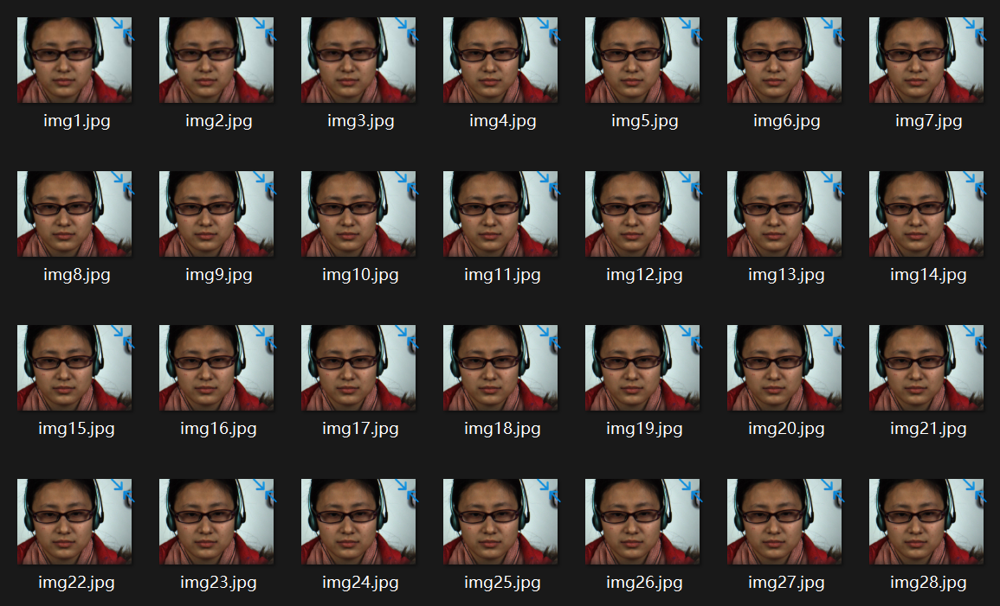 img1.jpg img2.jpg img3.jpg img4.jpg img5.jpg img6.jpg img7.jpg
img8.jpg img9.jpg img10.jpg img11.jpg img12.jpg img13.jpg img14.jpg
img15.jpg img16.jpg img17.jpg img18.jpg img19.jpg img20.jpg img21.jpg
img22.jpg img23.jpg img24.jpg img25.jpg img26.jpg img27.jpg img28.jpg